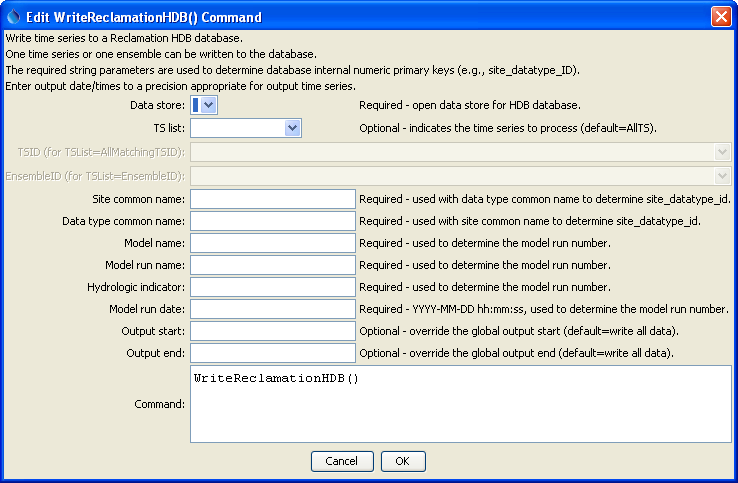 Edit WriteReclamationHDB() Command
Write time series to a Reclamation HDB database.
One time series or one ensemble can be written to the database.
The required string parameters are used to determine database internal numeric primary keys (e.g., site_datatype_ID).
Enter output date/times to a precision appropriate for output time series.
Data store: Required - open data store for HDB database.
TS list: Optional - indicates the time series to process (default=AllTS).
TSID (for TSList=AllMatchingTSID):
EnsembleID (for TSList=EnsembleID):
Site common name: Required - used with data type common name to determine site_datatype_id.
Data type common name: Required - used with site common name to determine site_datatype_id.
Model name: Required - used to determine the model run number.
Model run name: Required - used to determine the model run number.
Hydrologic indicator: Required - used to determine the model run number.
Model run date: Required - YYYY-MM-DD hh:mm:ss, used to determine the model run number.
Output start: Optional - override the global output start (default=write all data).
Output end: Optional - override the global output end (default=write all data).
Command: WriteReclamationHDB()
Cancel OK